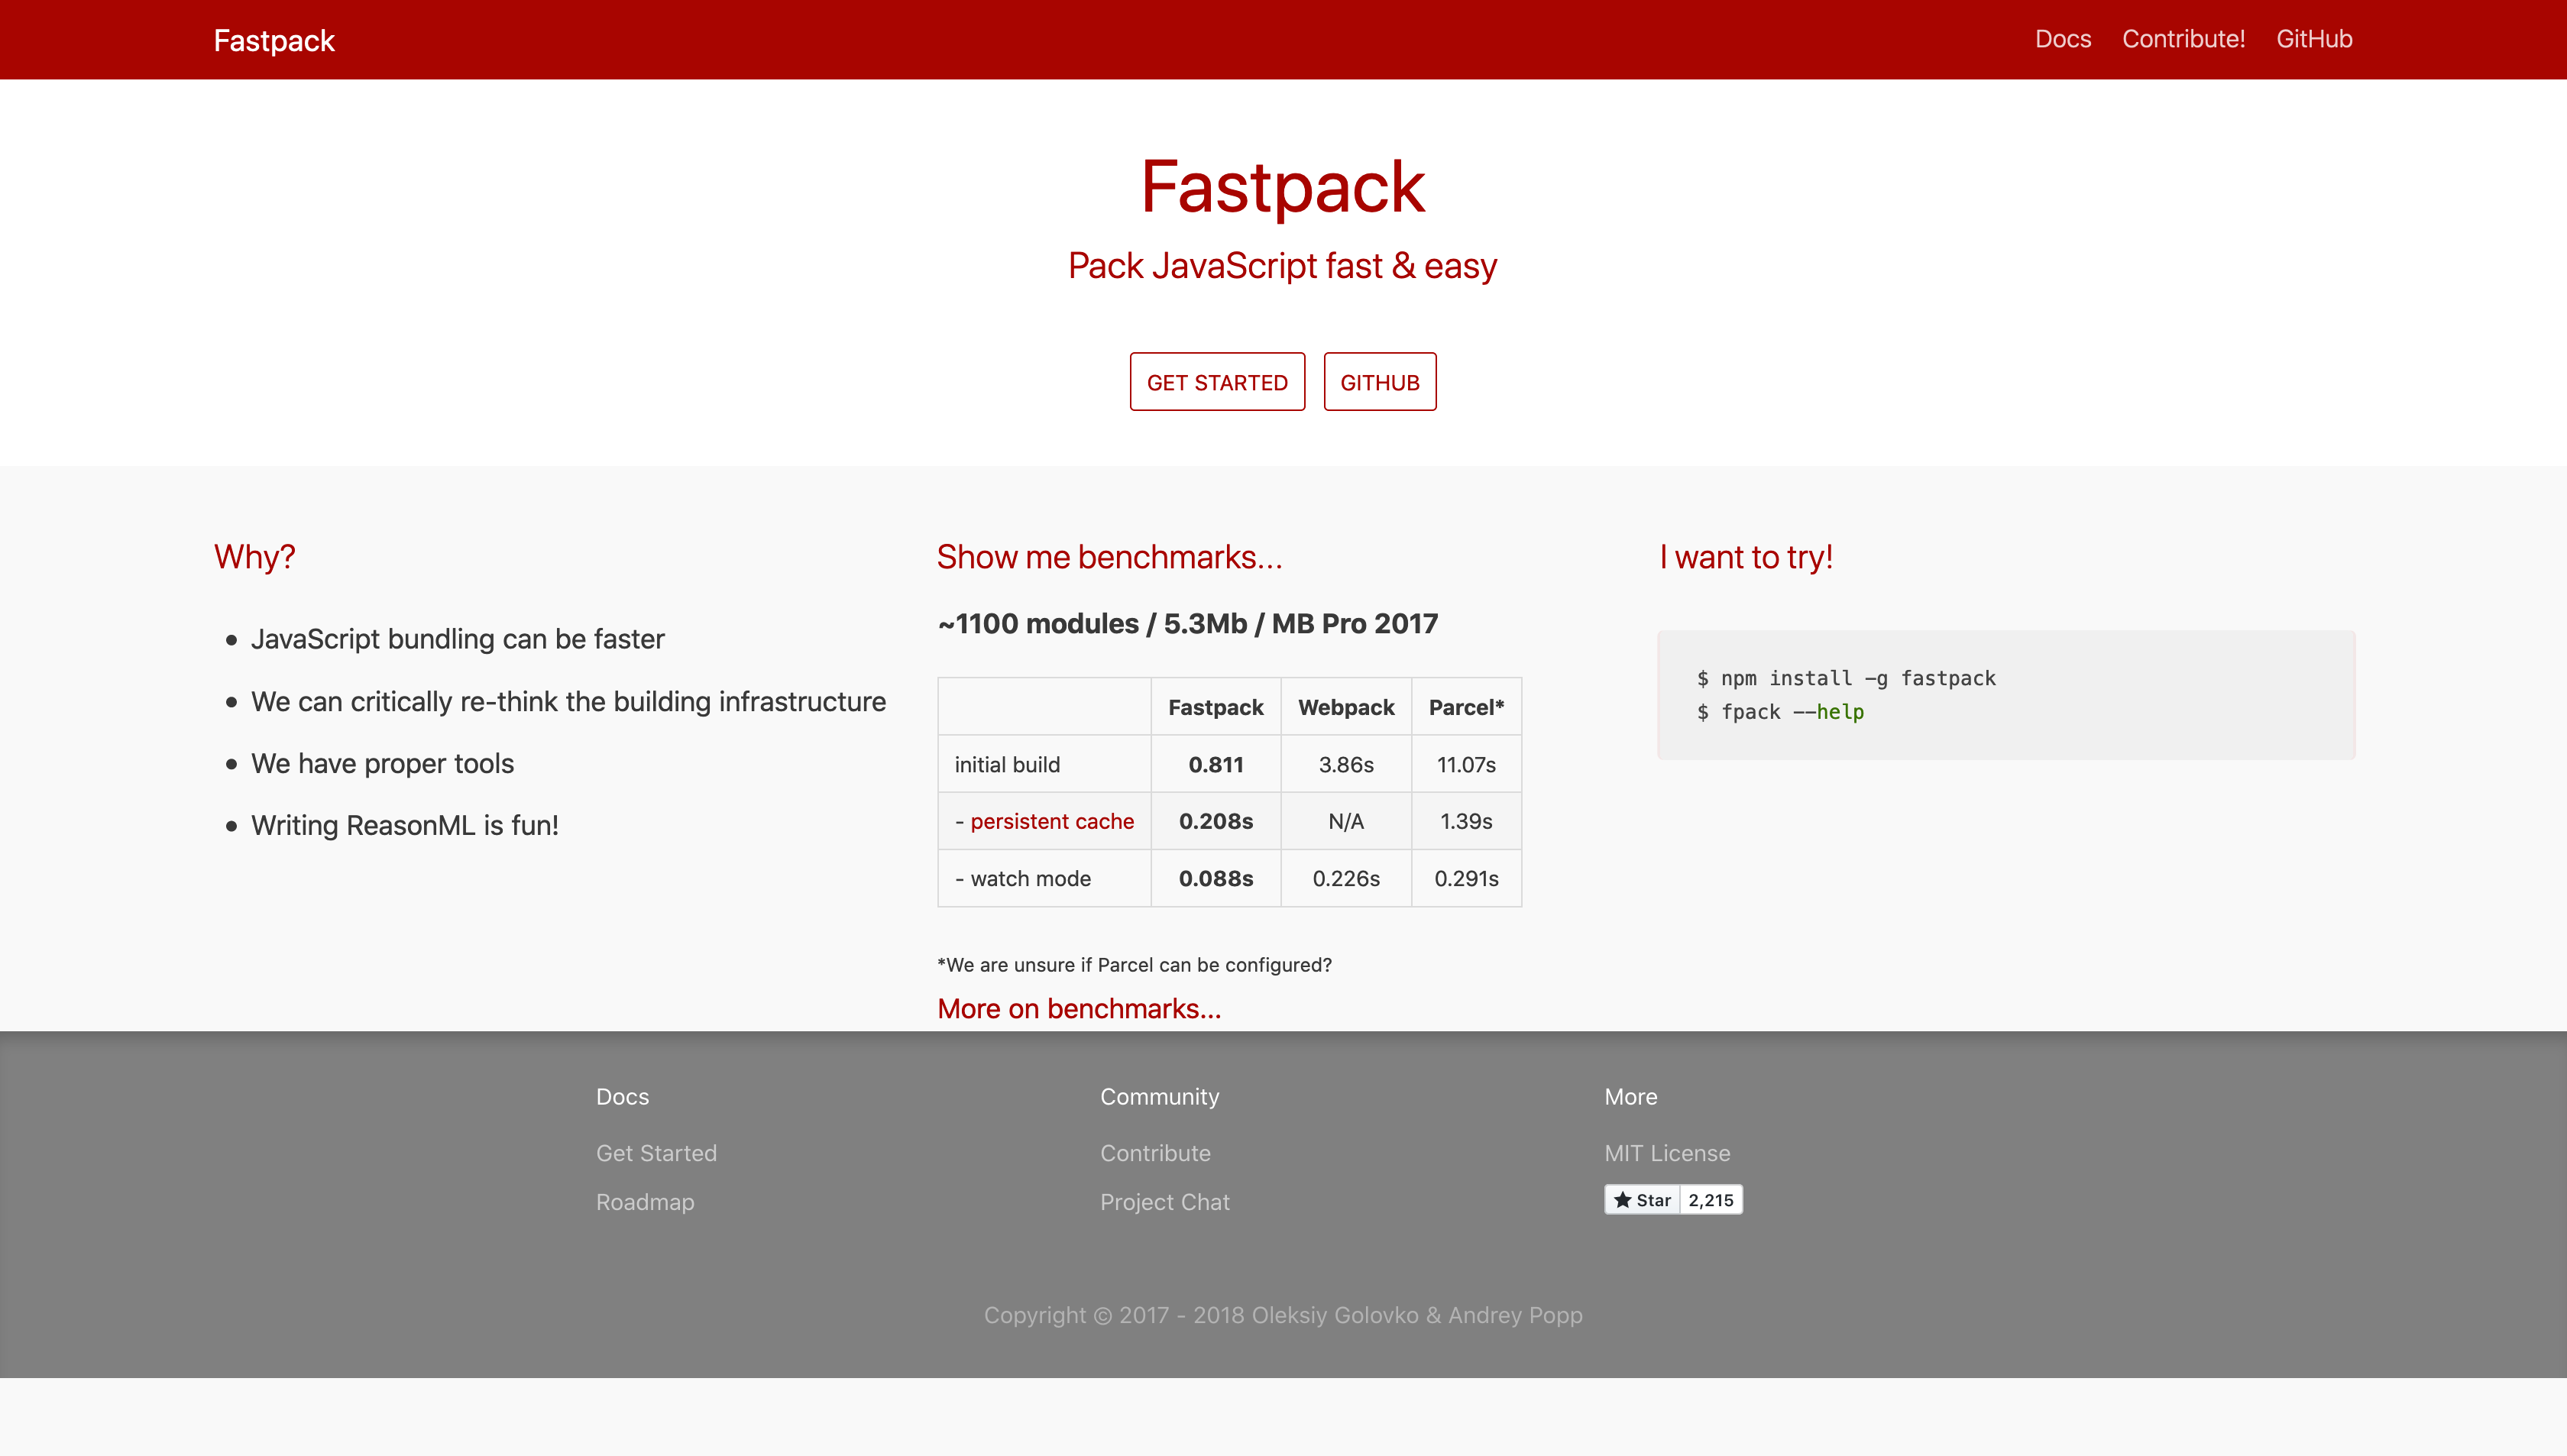 Fastpack
Docs Contribute! GitHub
Fastpack
Pack JavaScript fast & easy
GET STARTED GITHUB
Why?
JavaScript bundling can be faster
We can critically re-think the building infrastructure
We have proper tools
Writing ReasonML is fun!
Show me benchmarks...
~1100 modules / 5.3Mb / MB Pro 2017
Fastpack Webpack Parcel*
initial build 0.811 3.86s 11.07s
- persistent cache 0.208s N/A 1.39s
- watch mode 0.088s 0.226s 0.291s
*We are unsure if Parcel can be configured?
More on benchmarks...
I want to try!
$ npm install -g fastpack
$ fpack --help
Docs
Get Started
Roadmap
Community
Contribute
Project Chat
More
MIT License
Star 2,215
Copyright © 2017 - 2018 Oleksiy Golovko & Andrey Popp